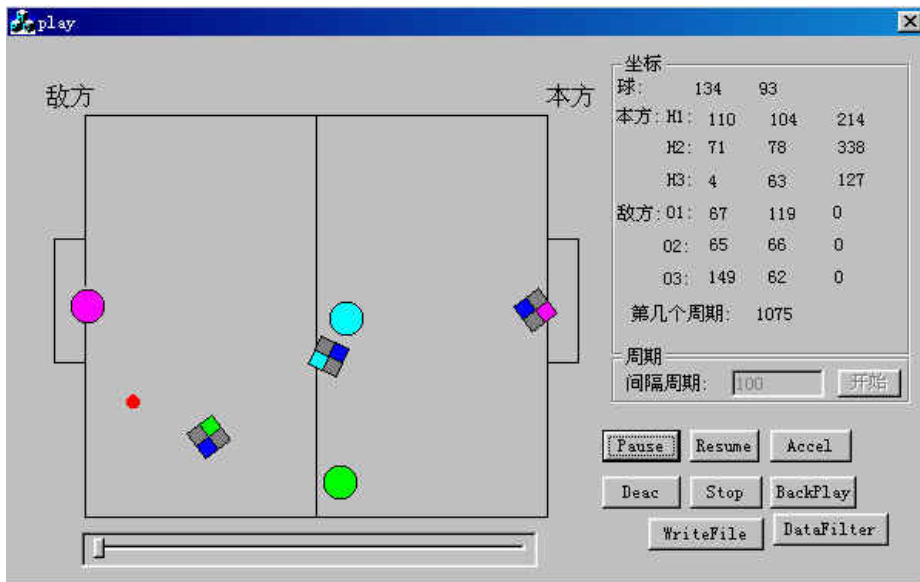 play
敌方
本方
坐标
球: 134 93
本方: H1: 110 104 214
H2: 71 78 338
H3: 4 63 127
敌方: O1: 67 119 0
O2: 65 66 0
O3: 149 62 0
第几个周期: 1075
周期
间隔周期: 100 开始
Pause Resume Accel
Deac Stop BackPlay
WriteFile DataFilter